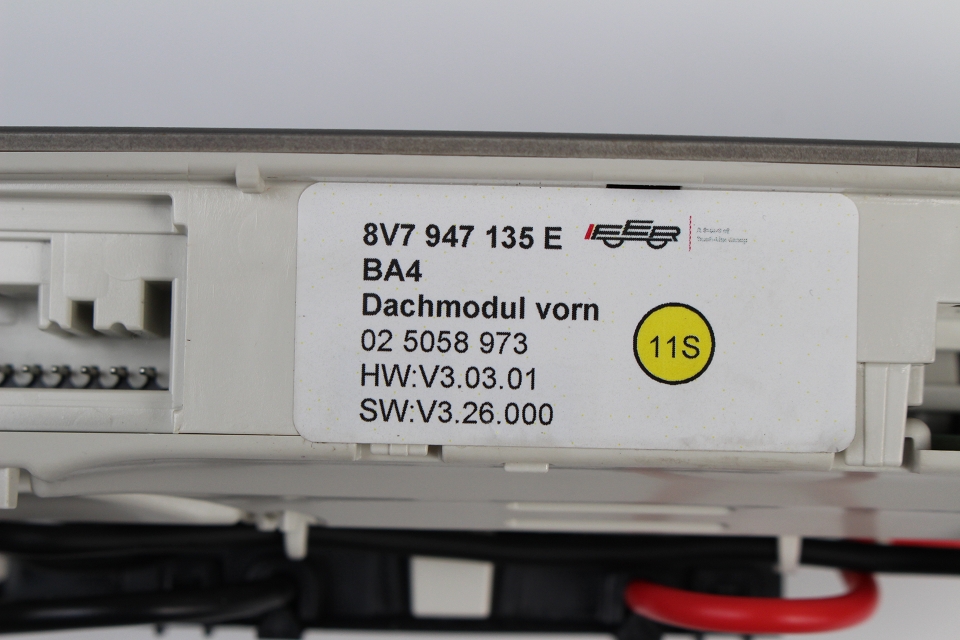 8V7 947 135 E
BA4
Dachmodul vorn
02 5058 973
HW:V3.03.01
SW:V3.26.000
11S